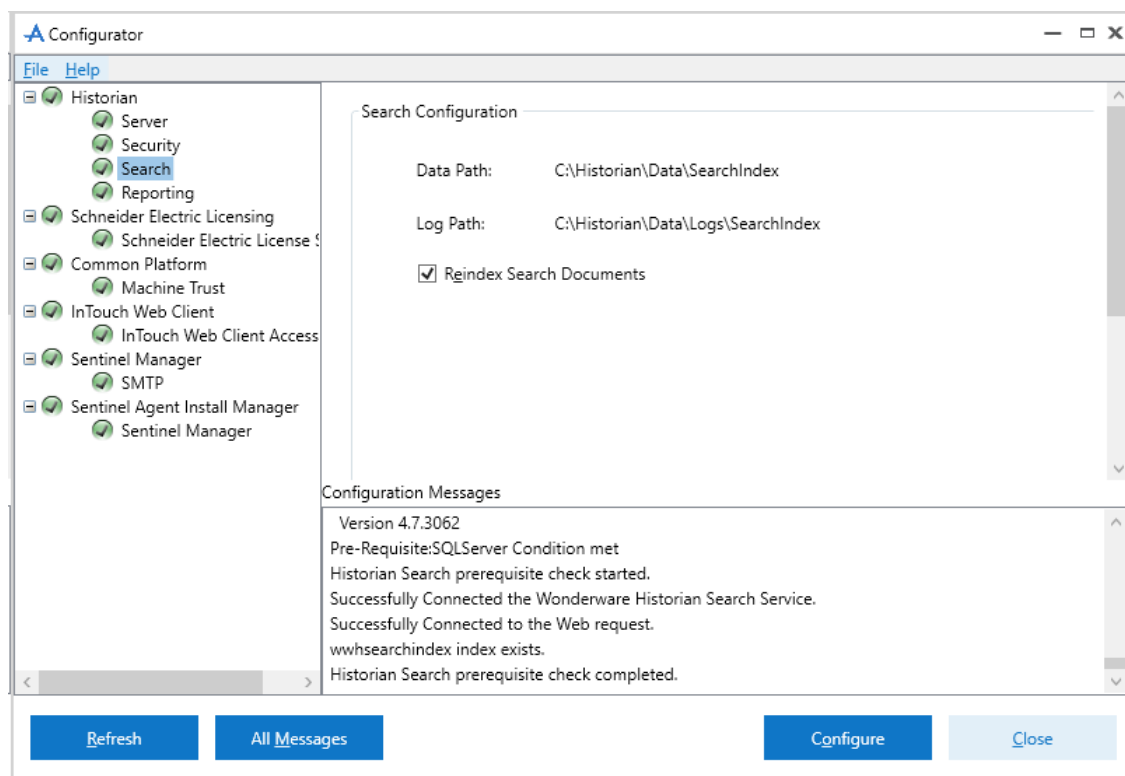 Configurator
File Help
Historian
Server
Security
Search
Reporting
Schneider Electric Licensing
Schneider Electric License
Common Platform
Machine Trust
InTouch Web Client
InTouch Web Client Access
Sentinel Manager
SMTP
Sentinel Agent Install Manager
Sentinel Manager
Search Configuration
Data Path: C:\Historian\Data\SearchIndex
Log Path: C:\Historian\Data\Logs\SearchIndex
Reindex Search Documents
Configuration Messages
Version 4.7.3062
Pre-Requisite:SQLServer Condition met
Historian Search prerequisite check started.
Successfully Connected the Wonderware Historian Search Service.
Successfully Connected to the Web request.
wwhsearchindex index exists.
Historian Search prerequisite check completed.
Refresh All Messages Configure Close